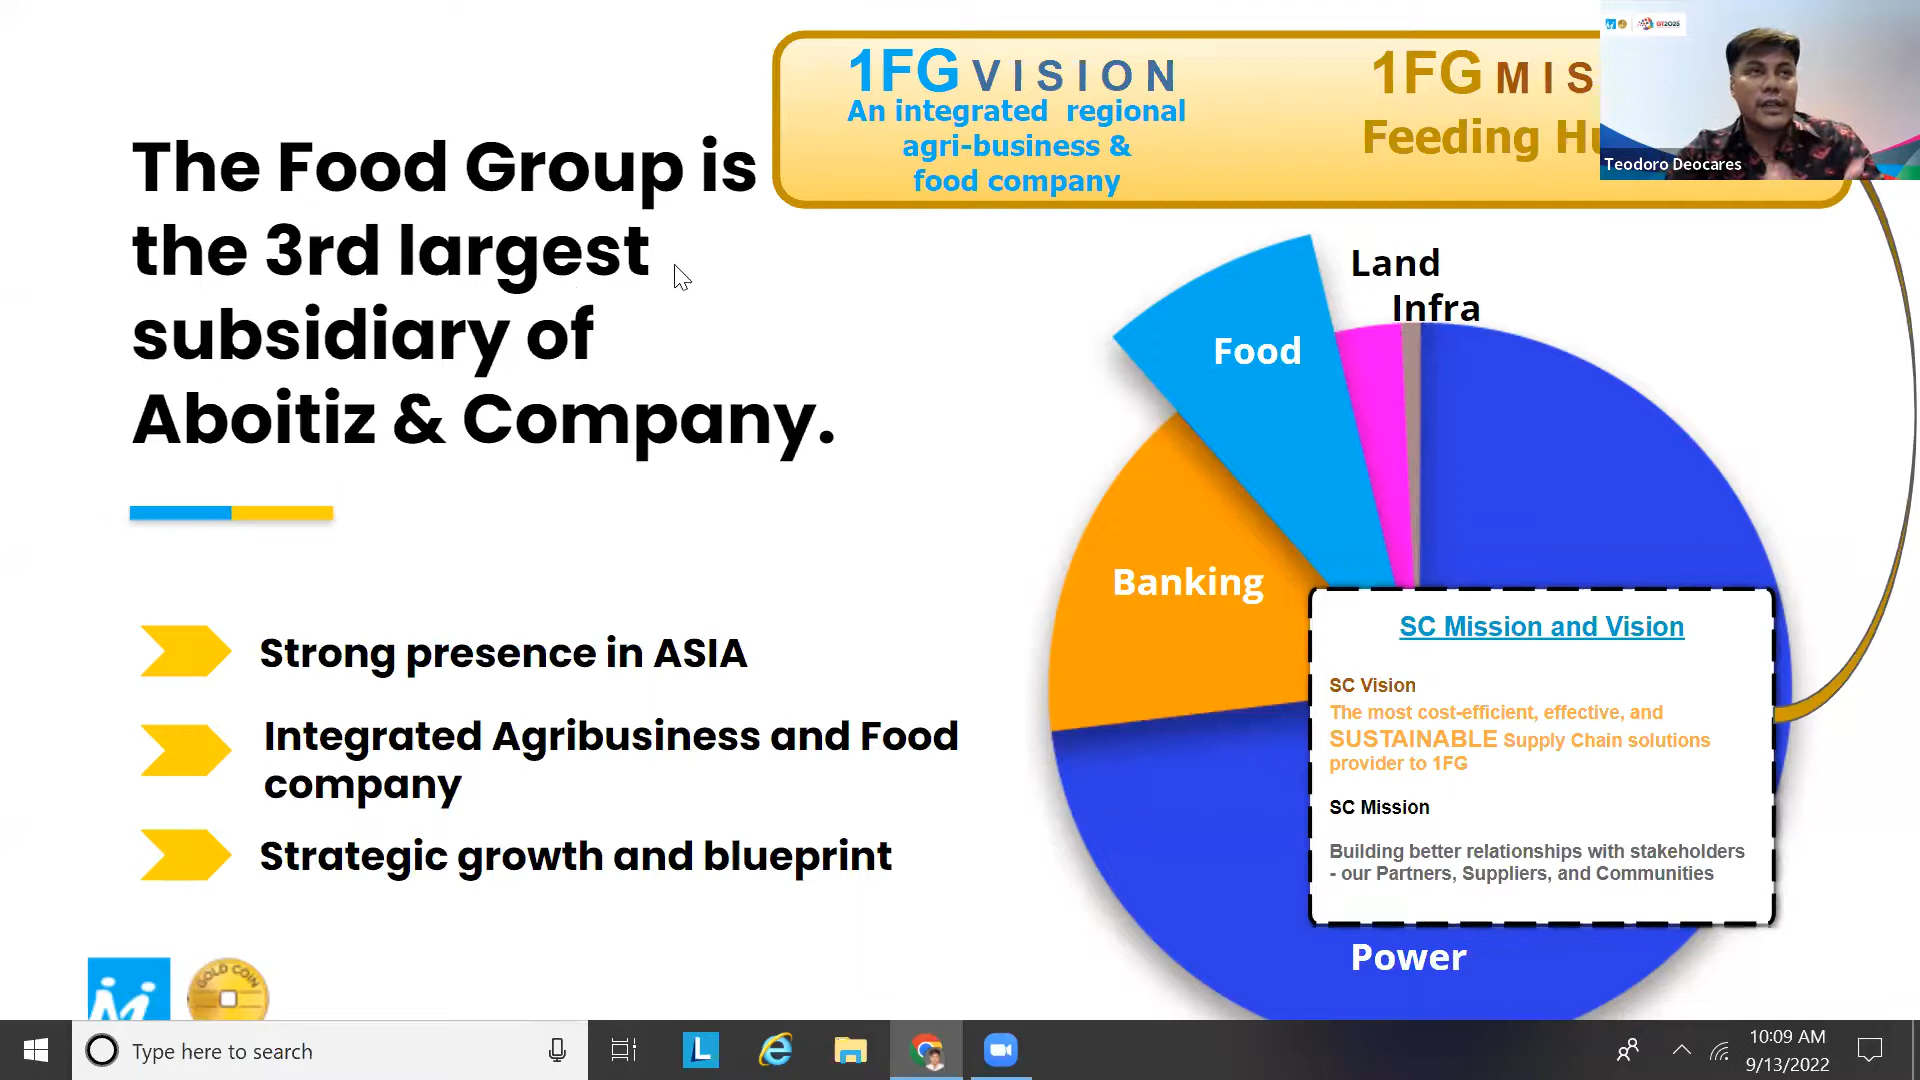 The Food Group is
the 3rd largest
subsidiary of
Aboitiz & Company.
Strong presence in ASIA
Integrated Agribusiness and Food
company
Strategic growth and blueprint
1FG VISION
An integrated regional
agri-business &
food company
1FG MIS
Feeding
GT2025
Teodoro Deocares
Land
Infra
Food
Banking
Power
SC Mission and Vision
SC Vision
The most cost-efficient, effective, and
SUSTAINABLE Supply Chain solutions
provider to 1FG
SC Mission
Building better relationships with stakeholders
- our Partners, Suppliers, and Communities
GOLD COIN
Type here to search
L
10:09 AM
9/13/2022